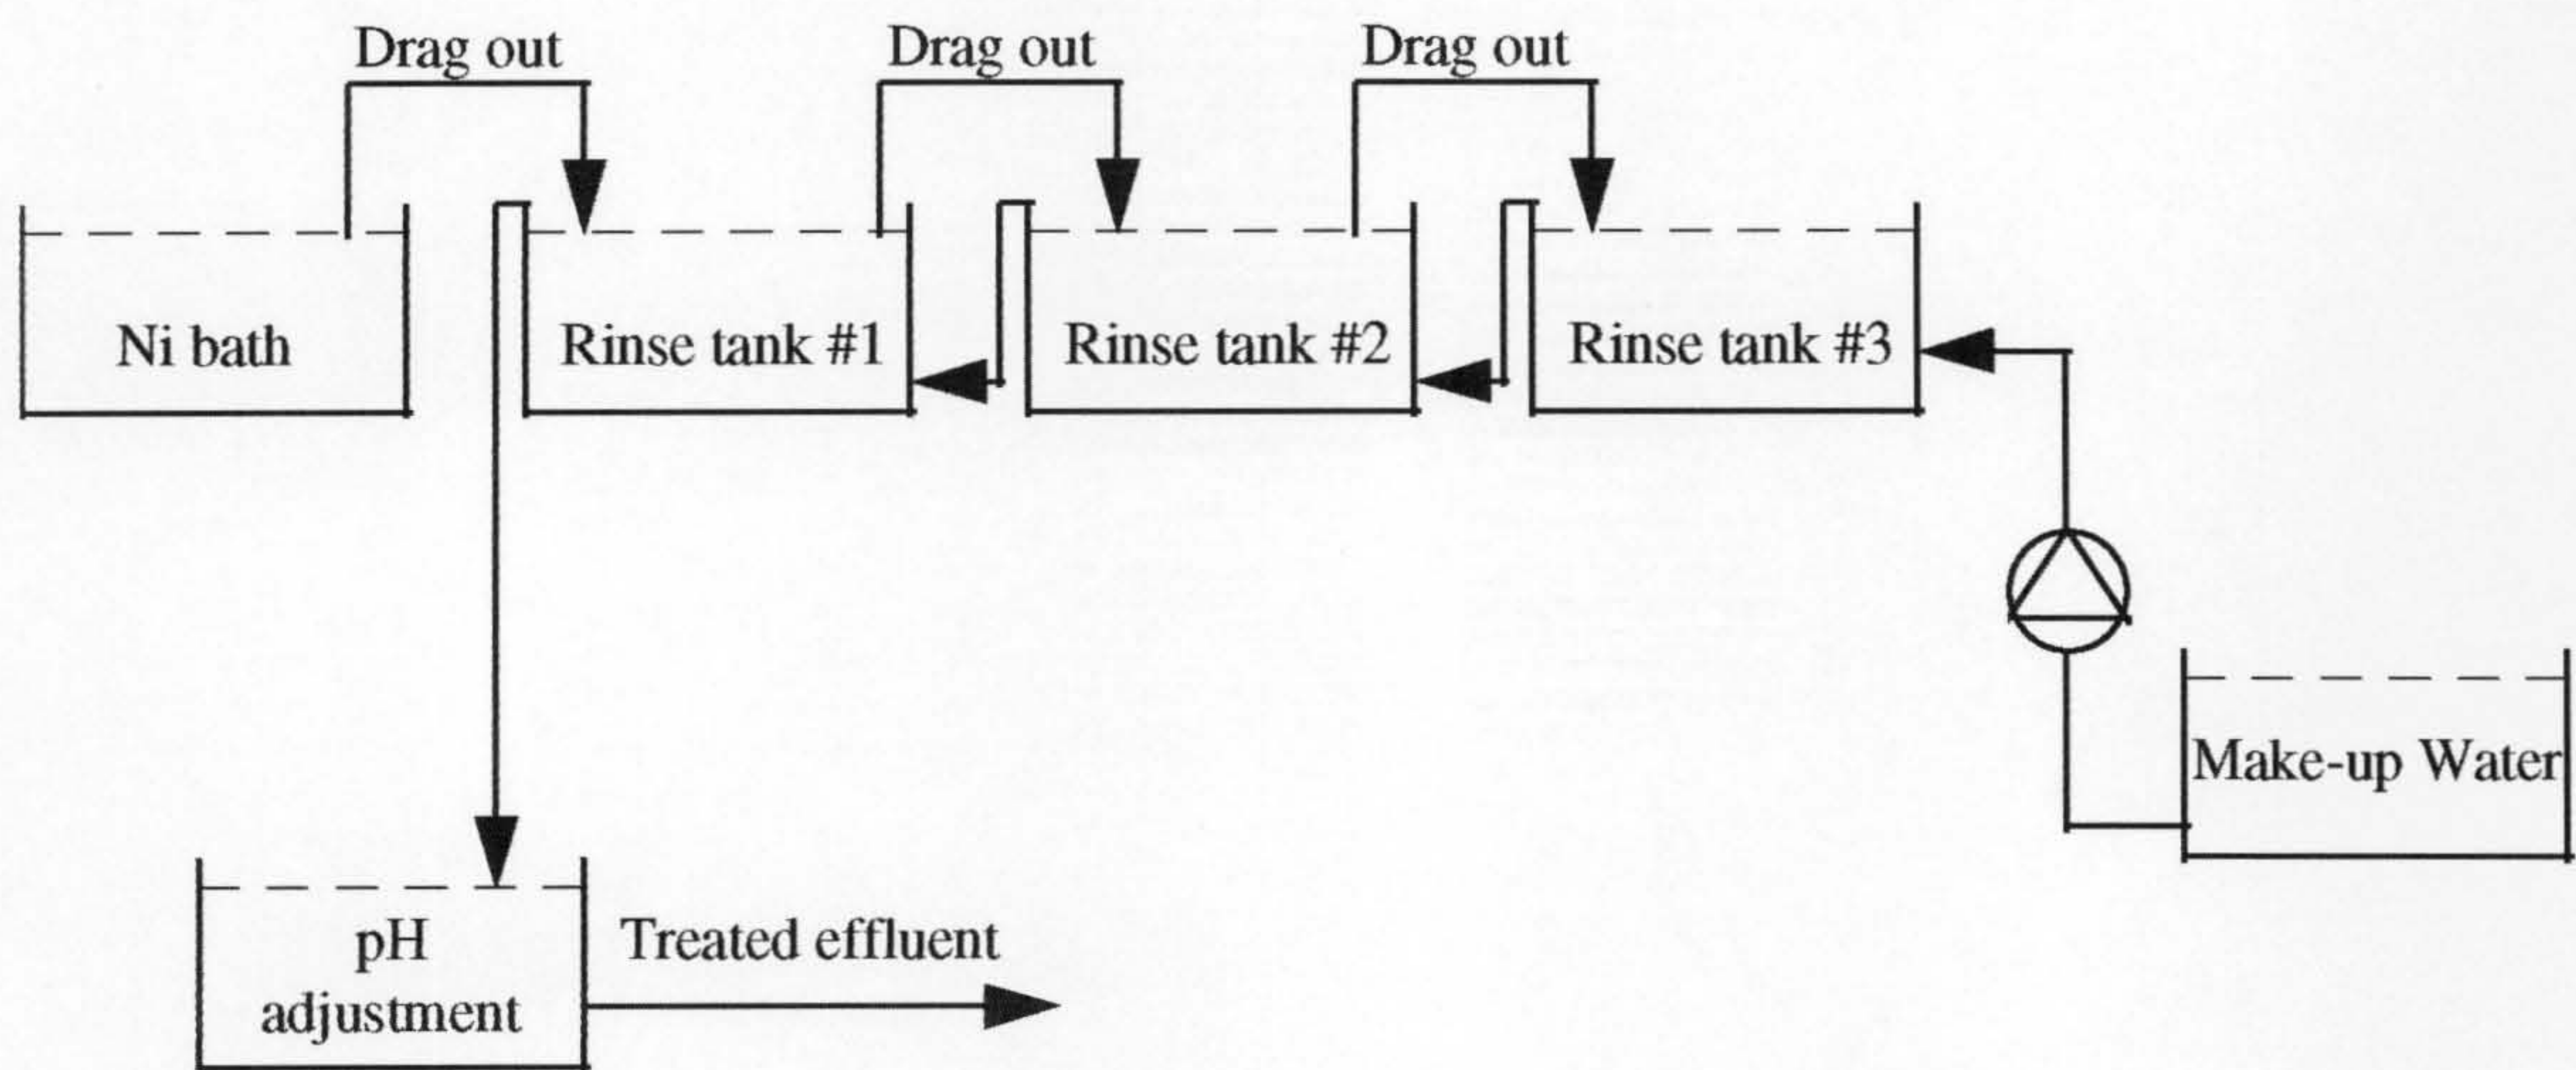 Drag out
Drag out
Drag out
Ni bath
Rinse tank #1
Rinse tank #2
Rinse tank #3
Make-up Water
pH
adjustment
Treated effluent